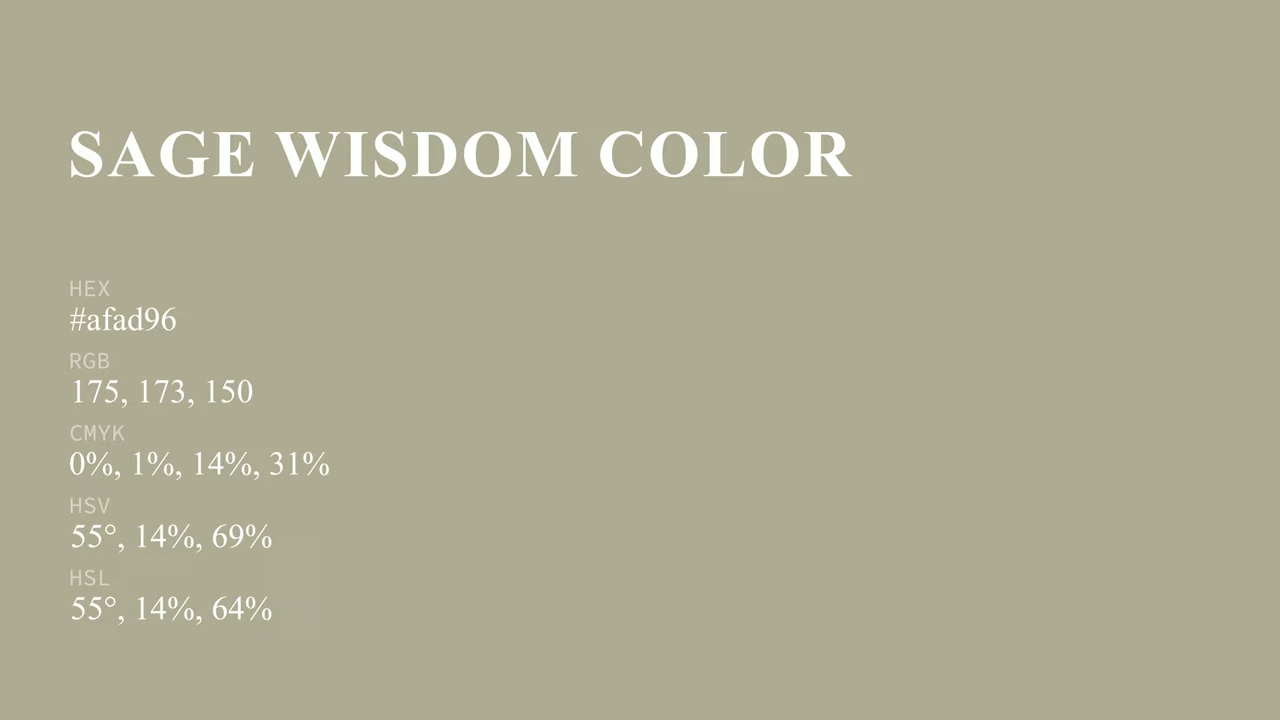 SAGE WISDOM COLOR
HEX
#afad96
RGB
175, 173, 150
CMYK
0%, 1%, 14%, 31%
HSV
55°, 14%, 69%
HSL
55°, 14%, 64%